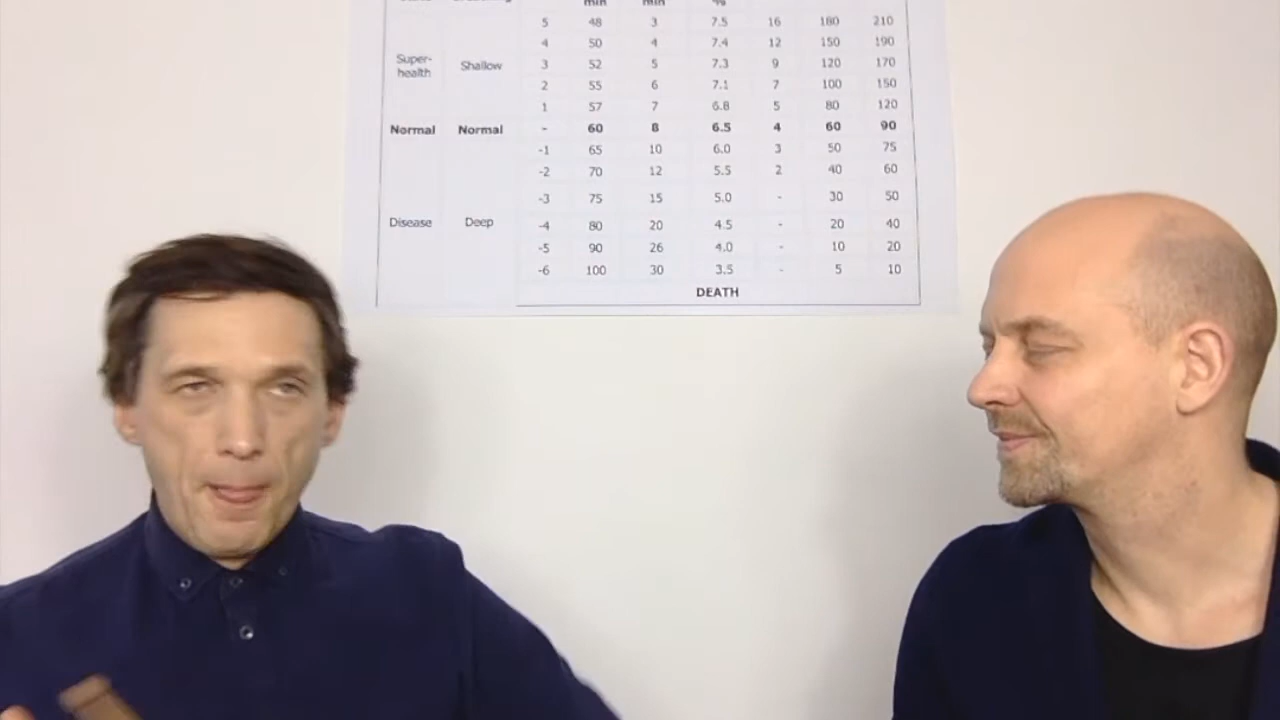 min min %
5 48 3 7.5 16 180 210
4 50 4 7.4 12 150 190
Super-health Shallow 3 52 5 7.3 9 120 170
2 55 6 7.1 7 100 150
1 57 7 6.8 5 80 120
Normal Normal - 60 8 6.5 4 60 90
-1 65 10 6.0 3 50 75
-2 70 12 5.5 2 40 60
-3 75 15 5.0 - 30 50
Disease Deep -4 80 20 4.5 - 20 40
-5 90 26 4.0 - 10 20
-6 100 30 3.5 - 5 10
DEATH